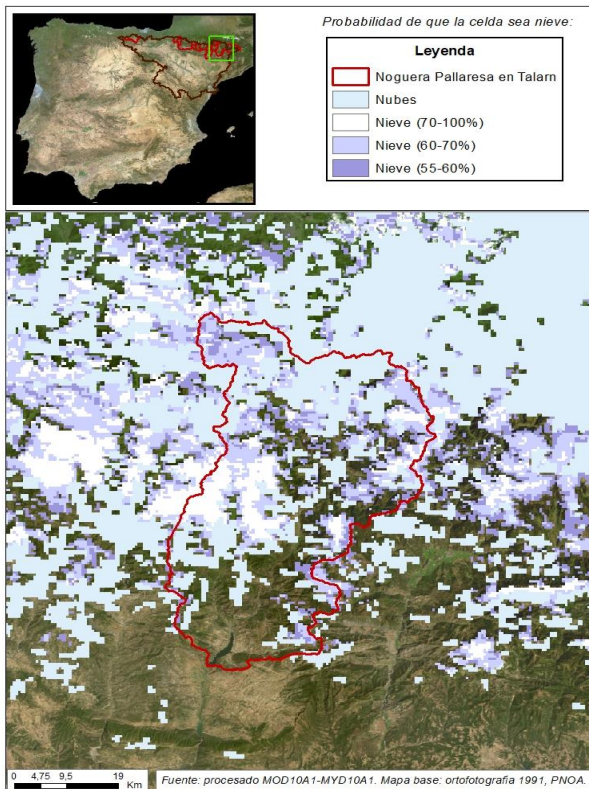 Probabilidad de que la celda sea nieve:
Leyenda
Noguera Pallaresa en Talarn
Nubes
Nieve (70-100%)
Nieve (60-70%)
Nieve (55-60%)
0 4,75 9,5 19
Km
Fuente: procesado MOD10A1-MYD10A1. Mapa base: ortofotografia 1991, PNOA.